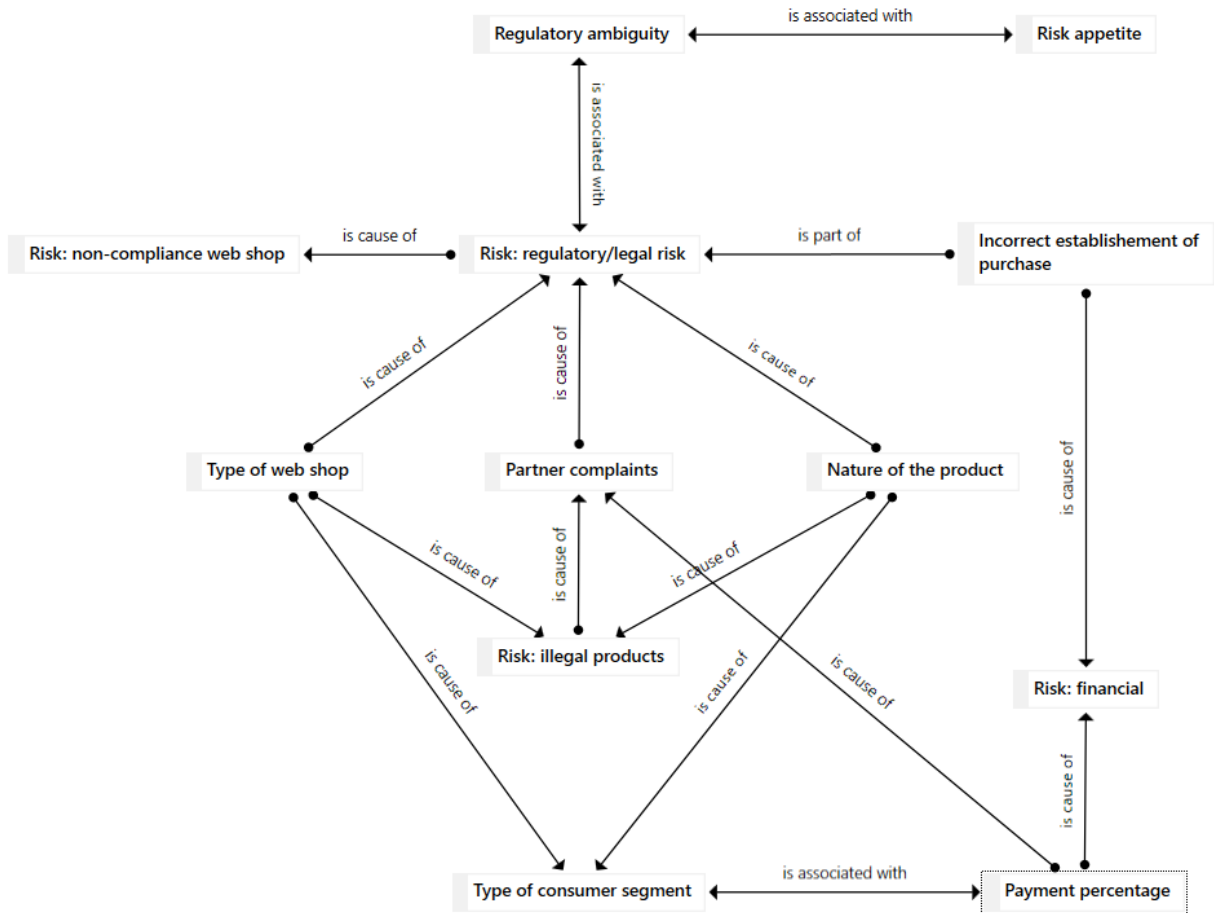 Regulatory ambiguity
is associated with
Risk appetite
is associated with
Risk: non-compliance web shop
is cause of
Risk: regulatory/legal risk
is part of
Incorrect establishement of
purchase
is cause of
is cause of
is cause of
Type of web shop
Partner complaints
Nature of the product
is cause of
is cause of
is cause of
is cause of
Risk: illegal products
is cause of
is cause of
is cause of
Risk: financial
is cause of
Type of consumer segment
is associated with
Payment percentage